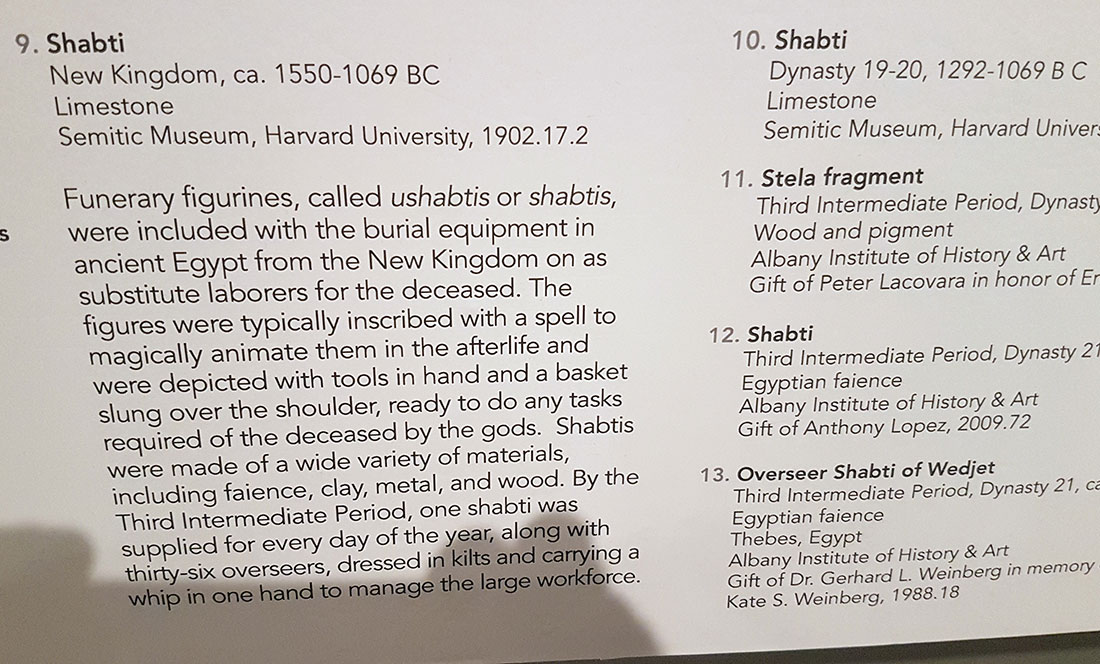 9. Shabti
New Kingdom, ca. 1550-1069 BC
Limestone
Semitic Museum, Harvard University, 1902.17.2
Funerary figurines, called ushabtis or shabtis,
were included with the burial equipment in
ancient Egypt from the New Kingdom on as
substitute laborers for the deceased. The
figures were typically inscribed with a spell to
magically animate them in the afterlife and
were depicted with tools in hand and a basket
slung over the shoulder, ready to do any tasks
required of the deceased by the gods. Shabtis
were made of a wide variety of materials,
including faience, clay, metal, and wood. By the
Third Intermediate Period, one shabti was
supplied for every day of the year, along with
thirty-six overseers, dressed in kilts and carrying a
whip in one hand to manage the large workforce.
10. Shabti
Dynasty 19-20, 1292-1069 B C
Limestone
Semitic Museum, Harvard
11. Stela fragment
Third Intermediate Period, Dynasty
Wood and pigment
Albany Institute of History & Art
Gift of Peter Lacovara in honor of
12. Shabti
Third Intermediate Period, Dynasty 21
Egyptian faience
Albany Institute of History & Art
Gift of Anthony Lopez, 2009.72
13. Overseer Shabti of Wedjet
Third Intermediate Period, Dynasty 21,
Egyptian faience
Thebes, Egypt
Albany Institute of History & Art
Gift of Dr. Gerhard L. Weinberg in memory
Kate S. Weinberg, 1988.18